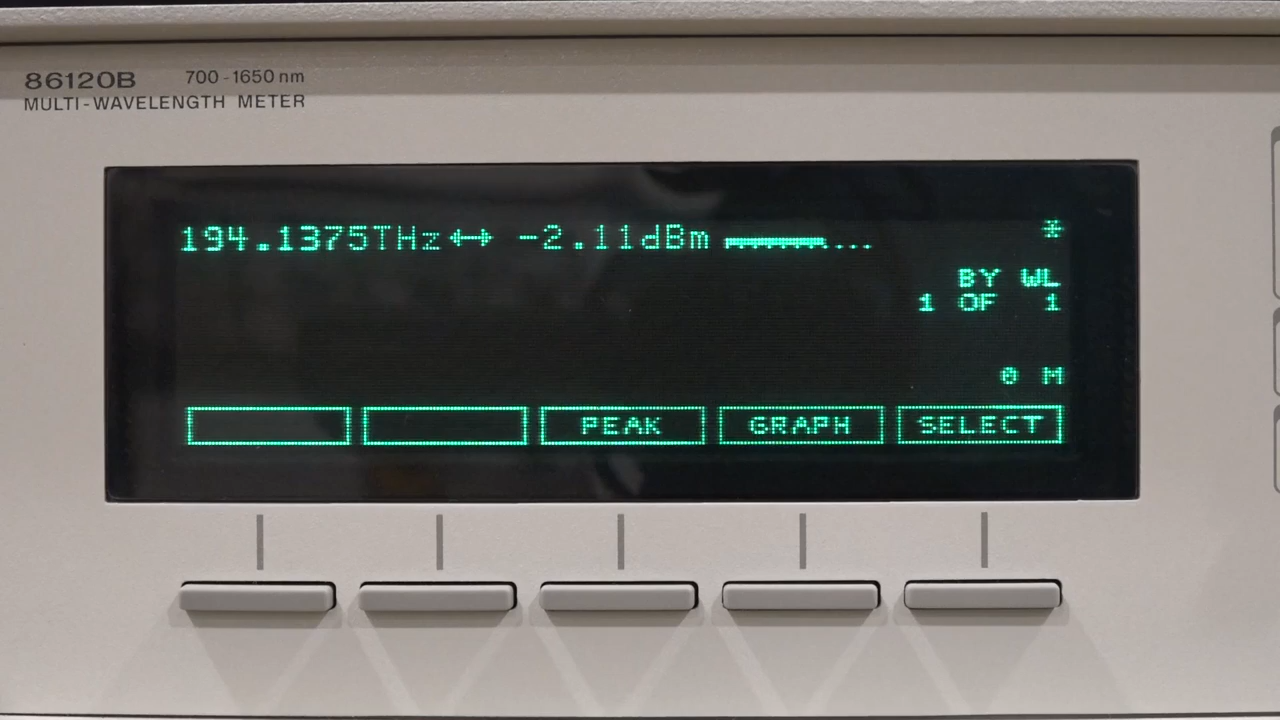 86120B 700-1650 nm
MULTI-WAVELENGTH METER
194.1375THz↔ -2.11dBm *
BY WL
1 OF 1
0 M
PEAK GRAPH SELECT